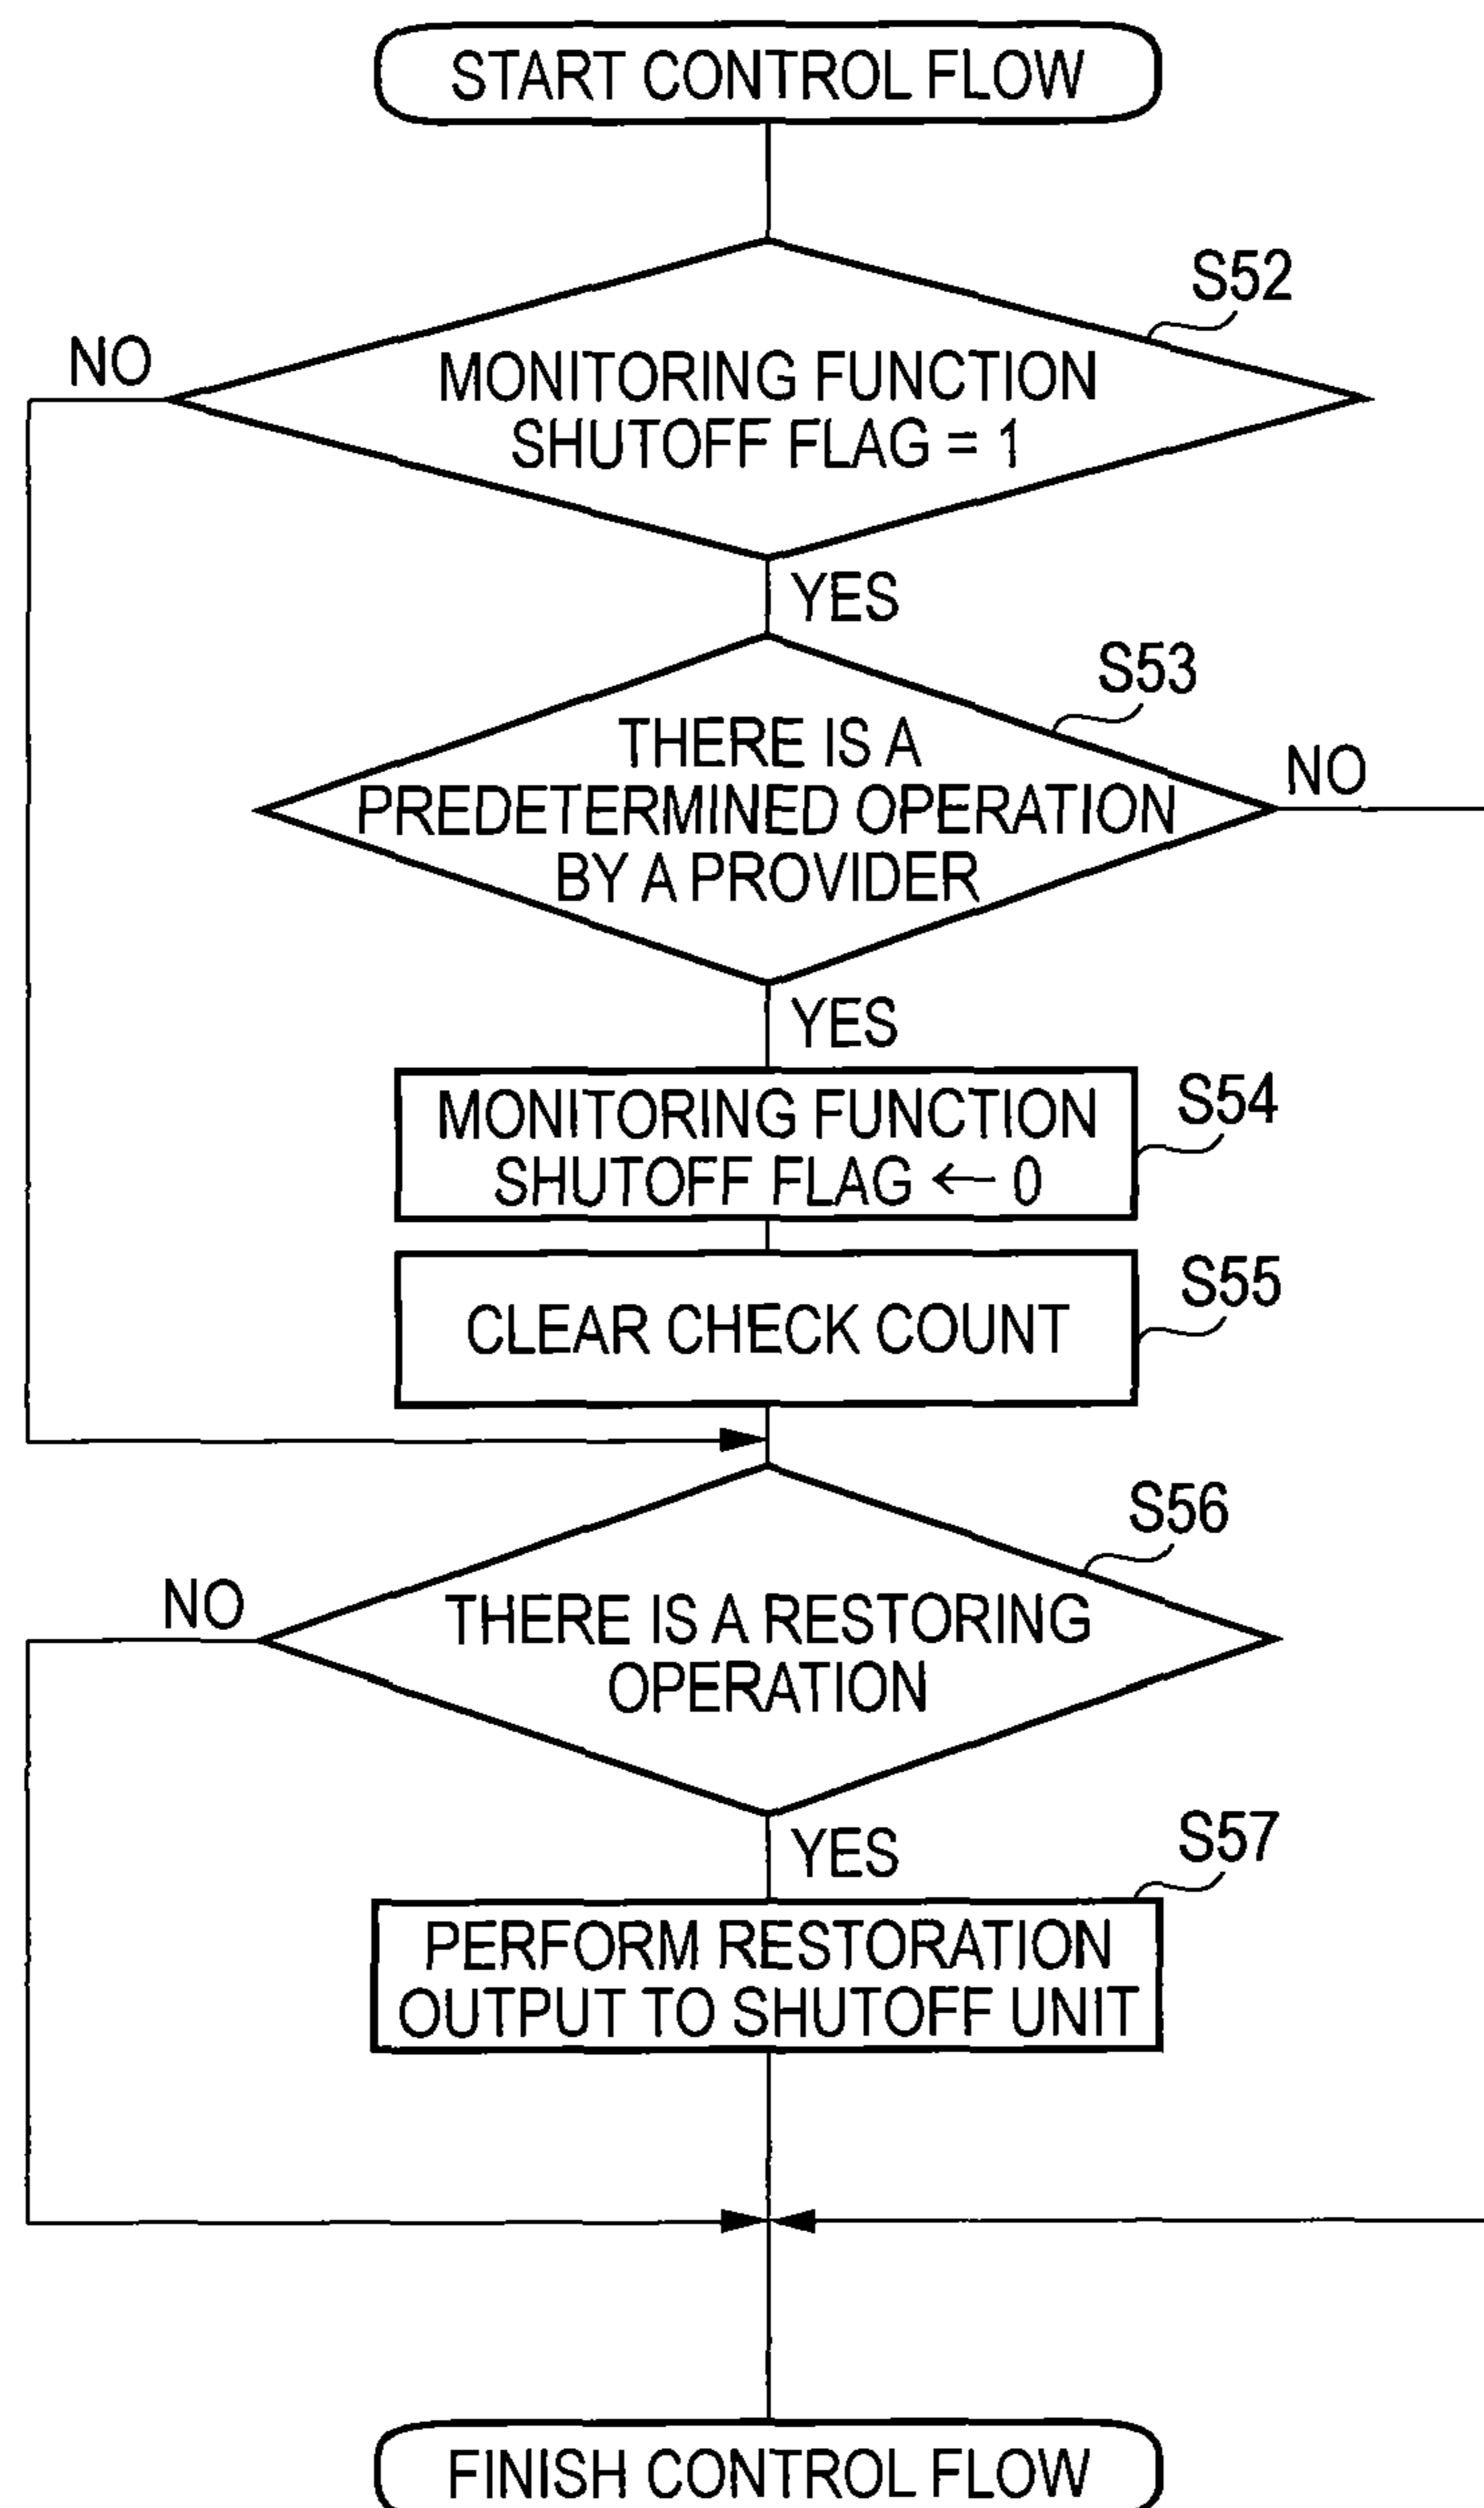 START CONTROL FLOW
S52
NO
MONITORING FUNCTION
SHUTOFF FLAG = 1
YES
S53
THERE IS A
NO
PREDETERMINED OPERATION
BY A PROVIDER
YES
S54
MONITORING FUNCTION
SHUTOFF FLAG ← 0
S55
CLEAR CHECK COUNT
S56
NO
THERE IS A RESTORING
OPERATION
YES
S57
PERFORM RESTORATION
OUTPUT TO SHUTOFF UNIT
FINISH CONTROL FLOW